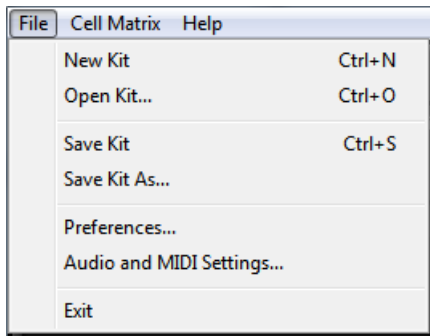 File Cell Matrix Help
New Kit Ctrl+N
Open Kit... Ctrl+O
Save Kit Ctrl+S
Save Kit As...
Preferences...
Audio and MIDI Settings...
Exit